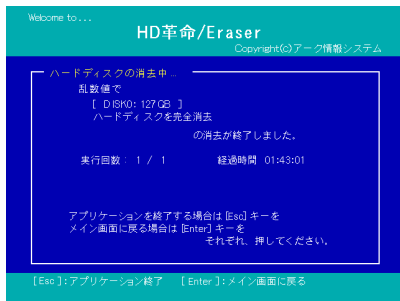 Welcome to...
HD革命/Eraser
Copyright(c)アーク情報システム
ハードディスクの消去中...
乱数値で
[ DISK0: 127GB ]
ハードディスクを完全消去
の消去が終了しました。
実行回数: 1 / 1 経過時間 01:43:01
アプリケーションを終了する場合は [Esc] キーを
メイン画面に戻る場合は [Enter] キーを
それぞれ、押してください。
[Esc]:アプリケーション終了 [Enter]:メイン画面に戻る